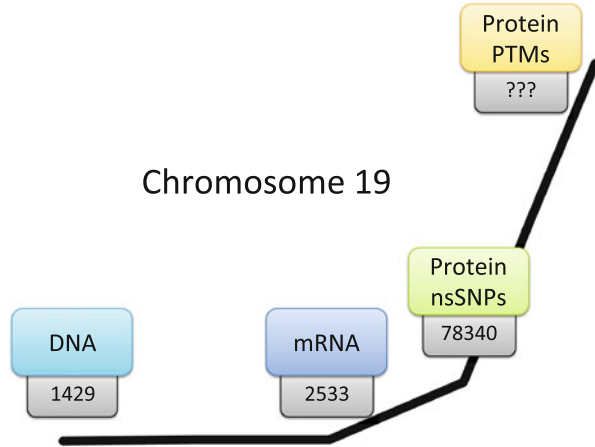 Protein
PTMs
???
Chromosome 19
Protein
nsSNPs
78340
DNA
1429
mRNA
2533